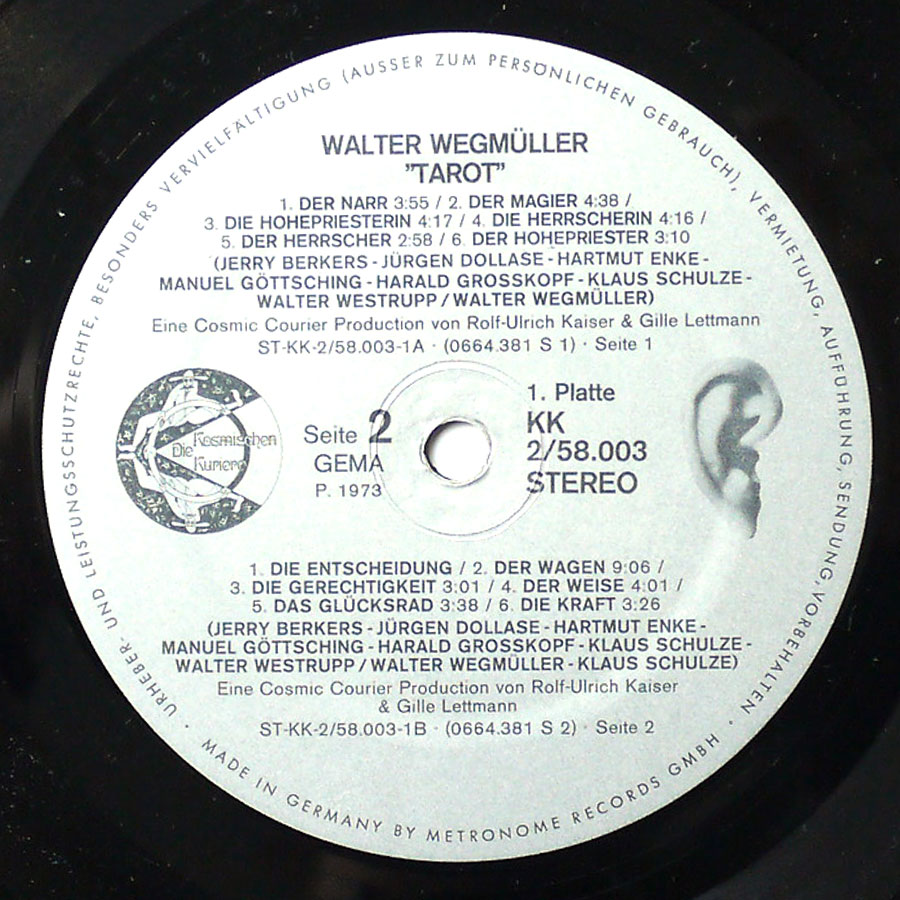 URHEBER- UND LEISTUNGSSCHUTZRECHTE, BESONDERS VERVIELFÄLTIGUNG (AUSSER ZUM PERSÖNLICHEN GEBRAUCH), VERMIETUNG, AUFFÜHRUNG, SENDUNG, VORBEHALTEN ·
WALTER WEGMÜLLER
”TAROT”
1. DER NARR 3:55 / 2. DER MAGIER 4:38 /
3. DIE HOHEPRIESTERIN 4:17 / 4. DIE HERRSCHERIN 4:16 /
5. DER HERRSCHER 2:58 / 6. DER HOHEPRIESTER 3:10
(JERRY BERKERS - JÜRGEN DOLLASE - HARTMUT ENKE -
MANUEL GÖTTSCHING - HARALD GROSSKOPF - KLAUS SCHULZE -
WALTER WESTRUPP / WALTER WEGMÜLLER)
Eine Cosmic Courier Production von Rolf-Ulrich Kaiser & Gille Lettmann
ST-KK-2/58.003-1A · (0664.381 S 1) · Seite 1
Die Kosmischen
Kuriere
Seite 2
GEMA
P. 1973
1. Platte
KK
2/58.003
STEREO
1. DIE ENTSCHEIDUNG / 2. DER WAGEN 9:06 /
3. DIE GERECHTIGKEIT 3:01 / 4. DER WEISE 4:01 /
5. DAS GLÜCKSRAD 3:38 / 6. DIE KRAFT 3:26
(JERRY BERKERS - JÜRGEN DOLLASE - HARTMUT ENKE -
MANUEL GÖTTSCHING - HARALD GROSSKOPF - KLAUS SCHULZE -
WALTER WESTRUPP / WALTER WEGMÜLLER - KLAUS SCHULZE)
Eine Cosmic Courier Production von Rolf-Ulrich Kaiser
& Gille Lettmann
ST-KK-2/58.003-1B · (0664.381 S 2) · Seite 2
· MADE IN GERMANY BY METRONOME RECORDS GMBH ·